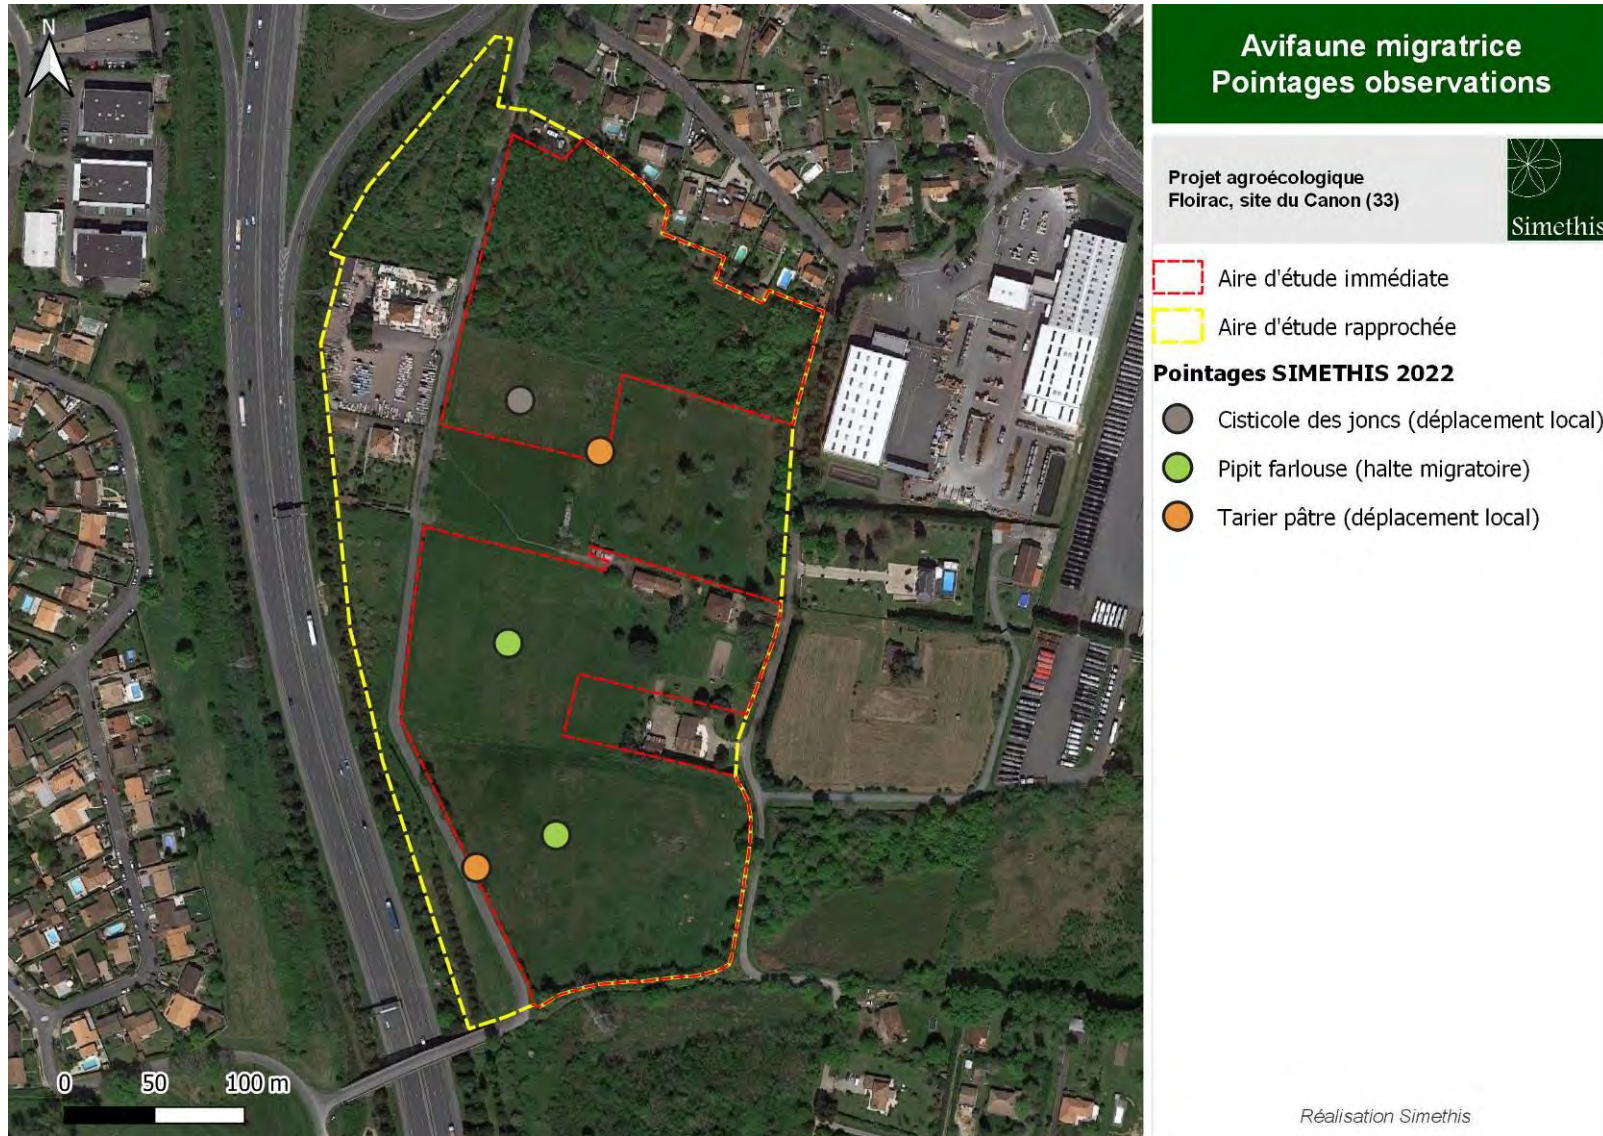 N
Avifaune migratrice
Pointages observations
Projet agroécologique
Floirac, site du Canon (33)
Simethis
Aire d'étude immédiate
Aire d'étude rapprochée
Pointages SIMETHIS 2022
Cisticole des joncs (déplacement local)
Pipit farlouse (halte migratoire)
Tarier pâtre (déplacement local)
0 50 100 m
Réalisation Simethis